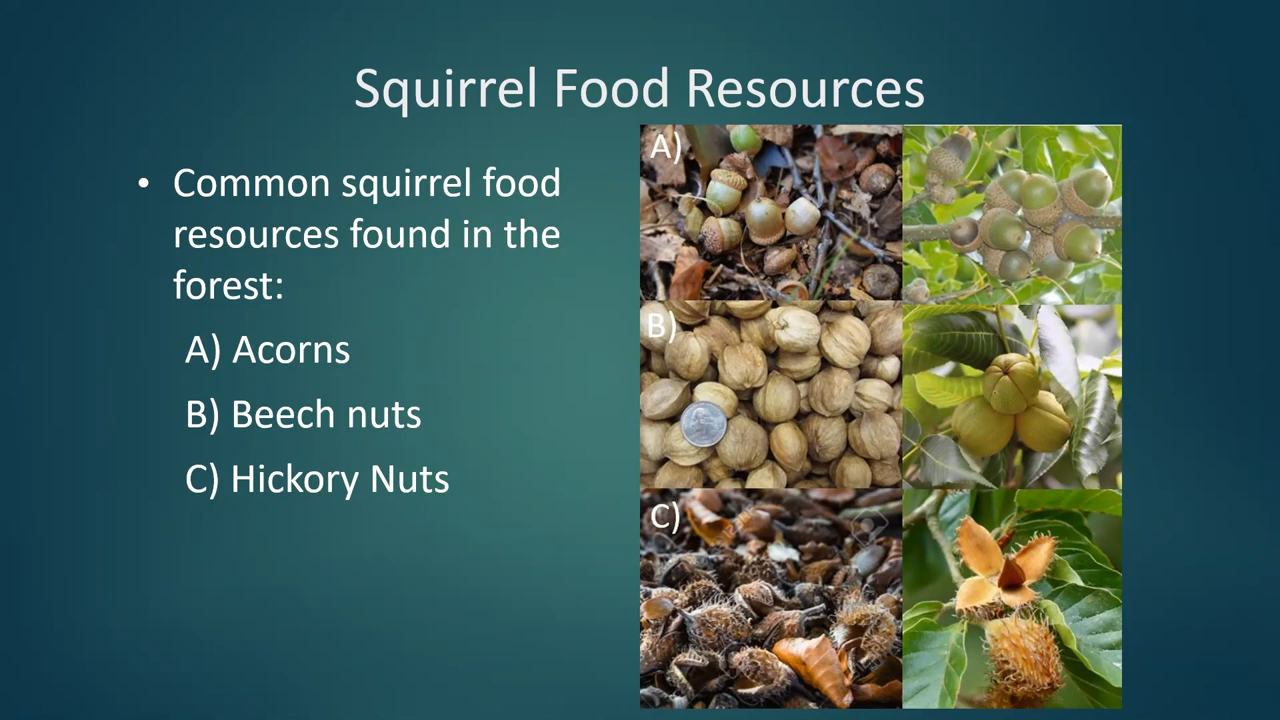 Squirrel Food Resources
• Common squirrel food
resources found in the
forest:
A) Acorns
B) Beech nuts
C) Hickory Nuts
A)
B)
C)